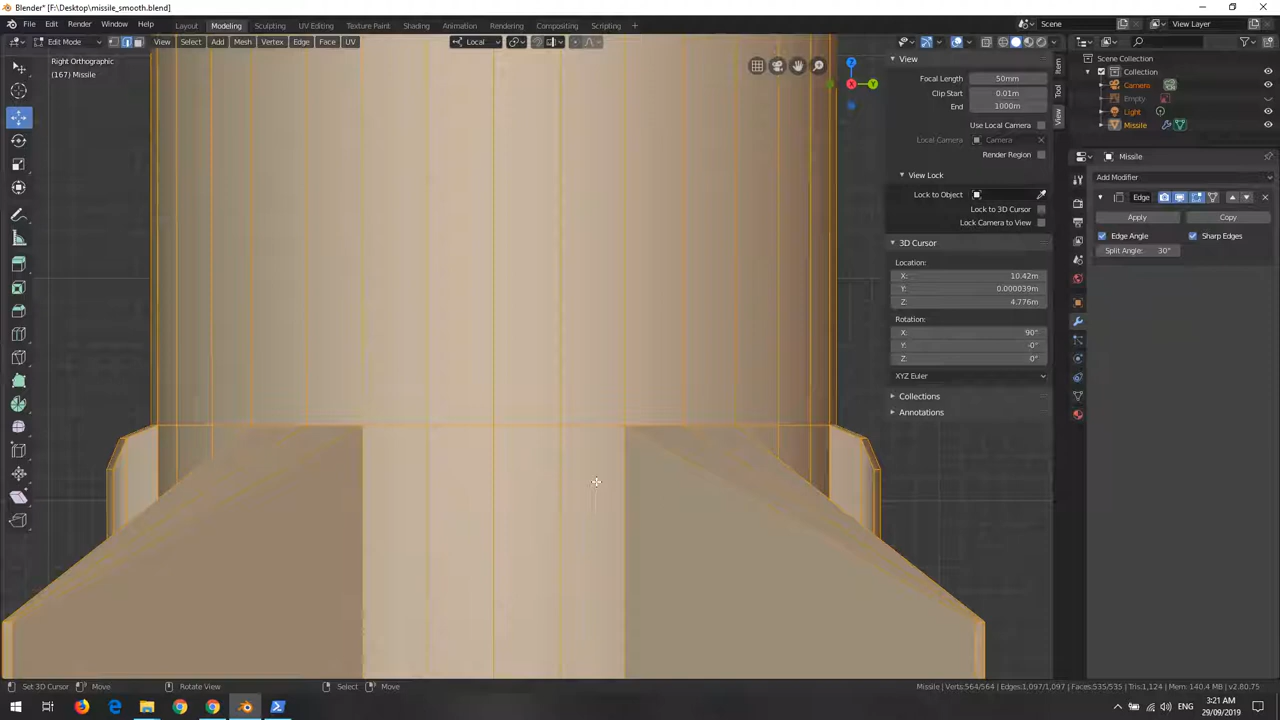 Blender* [F:\Desktop\missile_smooth.blend]
File Edit Render Window Help Layout Modeling Sculpting UV Editing Texture Paint Shading Animation Rendering Compositing Scripting + Scene View Layer
Edit Mode View Select Add Mesh Vertex Edge Face UV Local
Right Orthographic
(167) Missile
Z
Y
X
View
Focal Length 50mm
Clip Start 0.01m
End 1000m
Use Local Camera
Local Camera Camera
Render Region
View Lock
Lock to Object
Lock to 3D Cursor
Lock Camera to View
3D Cursor
Location:
X: 10.42m
Y: 0.000039m
Z: 4.776m
Rotation:
X: 90°
Y: -0°
Z: 0°
XYZ Euler
Collections
Annotations
Item
Tool
View
Scene Collection
Collection
Camera
Empty
Light
Missile
Missile
Add Modifier
Edge
Apply Copy
Edge Angle Sharp Edges
Split Angle: 30°
Set 3D Cursor Move Rotate View Select Move Missile | Verts:564/564 | Edges:1,097/1,097 | Faces:535/535 | Tris:1,124 | Mem: 140.4 MB | v2.80.75
ENG 3:21 AM
29/09/2019